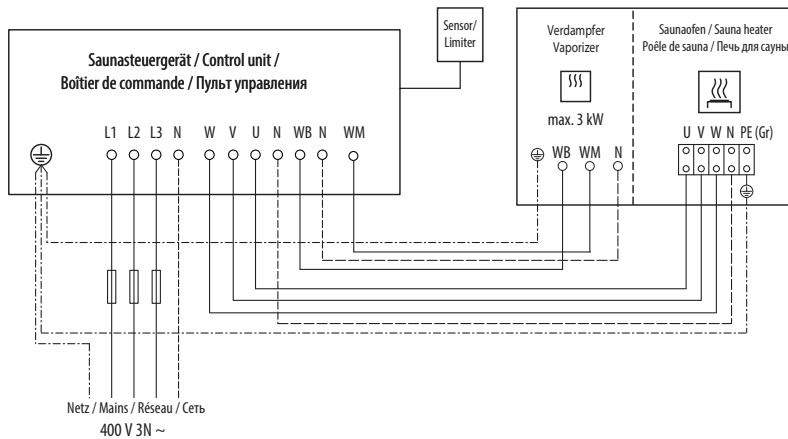 Saunasteuergerät / Control unit /
Boîtier de commande / Пульт управления
L1 L2 L3 N W V U N WB N WM
Sensor/
Limiter
Verdampfer
Vaporizer
max. 3 kW
WB WM N
Saunaofen / Sauna heater
Poêle de sauna / Печь для сауны
U V W N PE (Gr)
Netz / Mains / Réseau / Сеть
400 V 3N ~